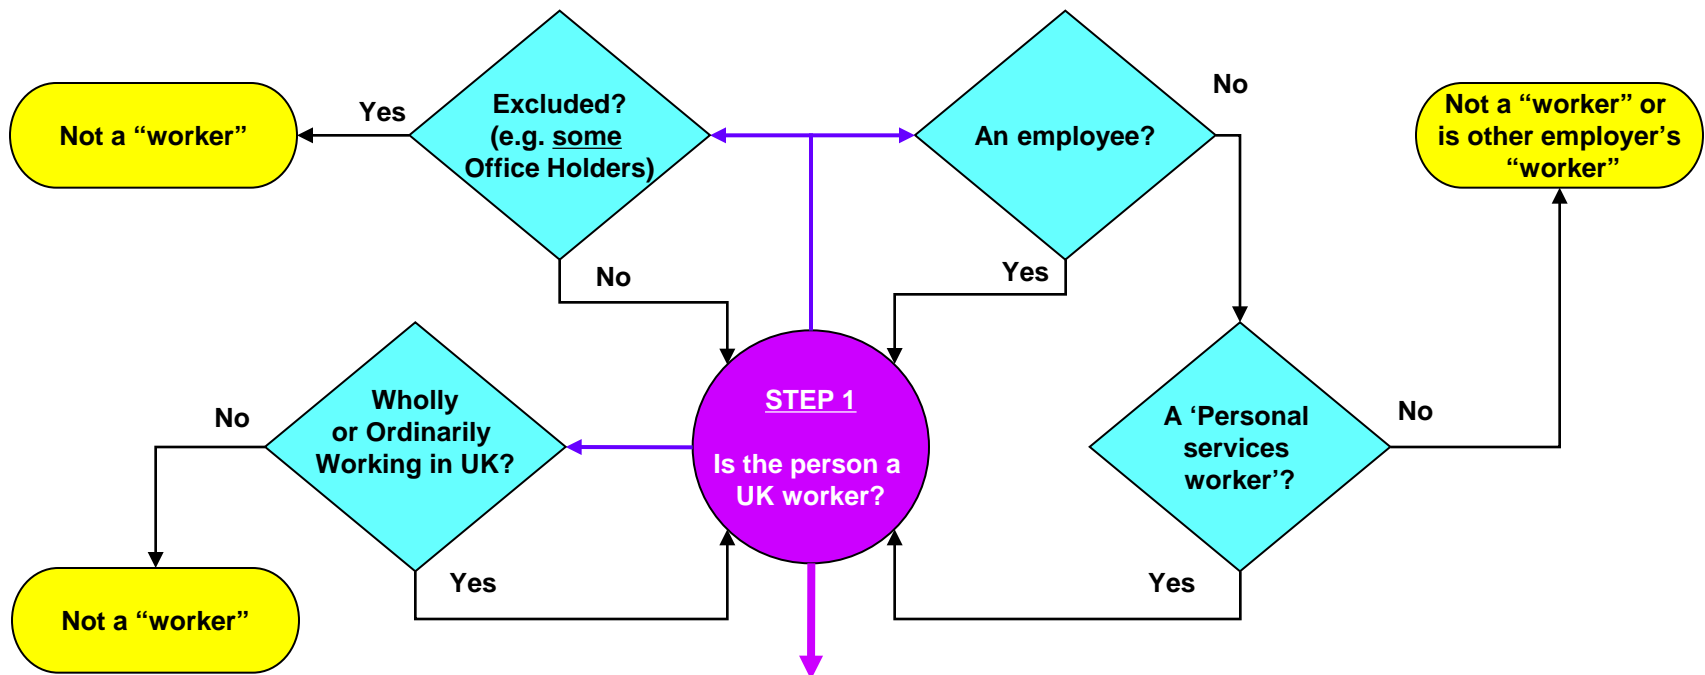 Not a “worker”
Yes
Excluded?
(e.g. some
Office Holders)
No
An employee?
No
Yes
Not a “worker” or
is other employer’s
“worker”
Wholly
or Ordinarily
Working in UK?
No
Yes
Not a “worker”
STEP 1
Is the person a
UK worker?
A ‘Personal
services
worker’?
No
Yes